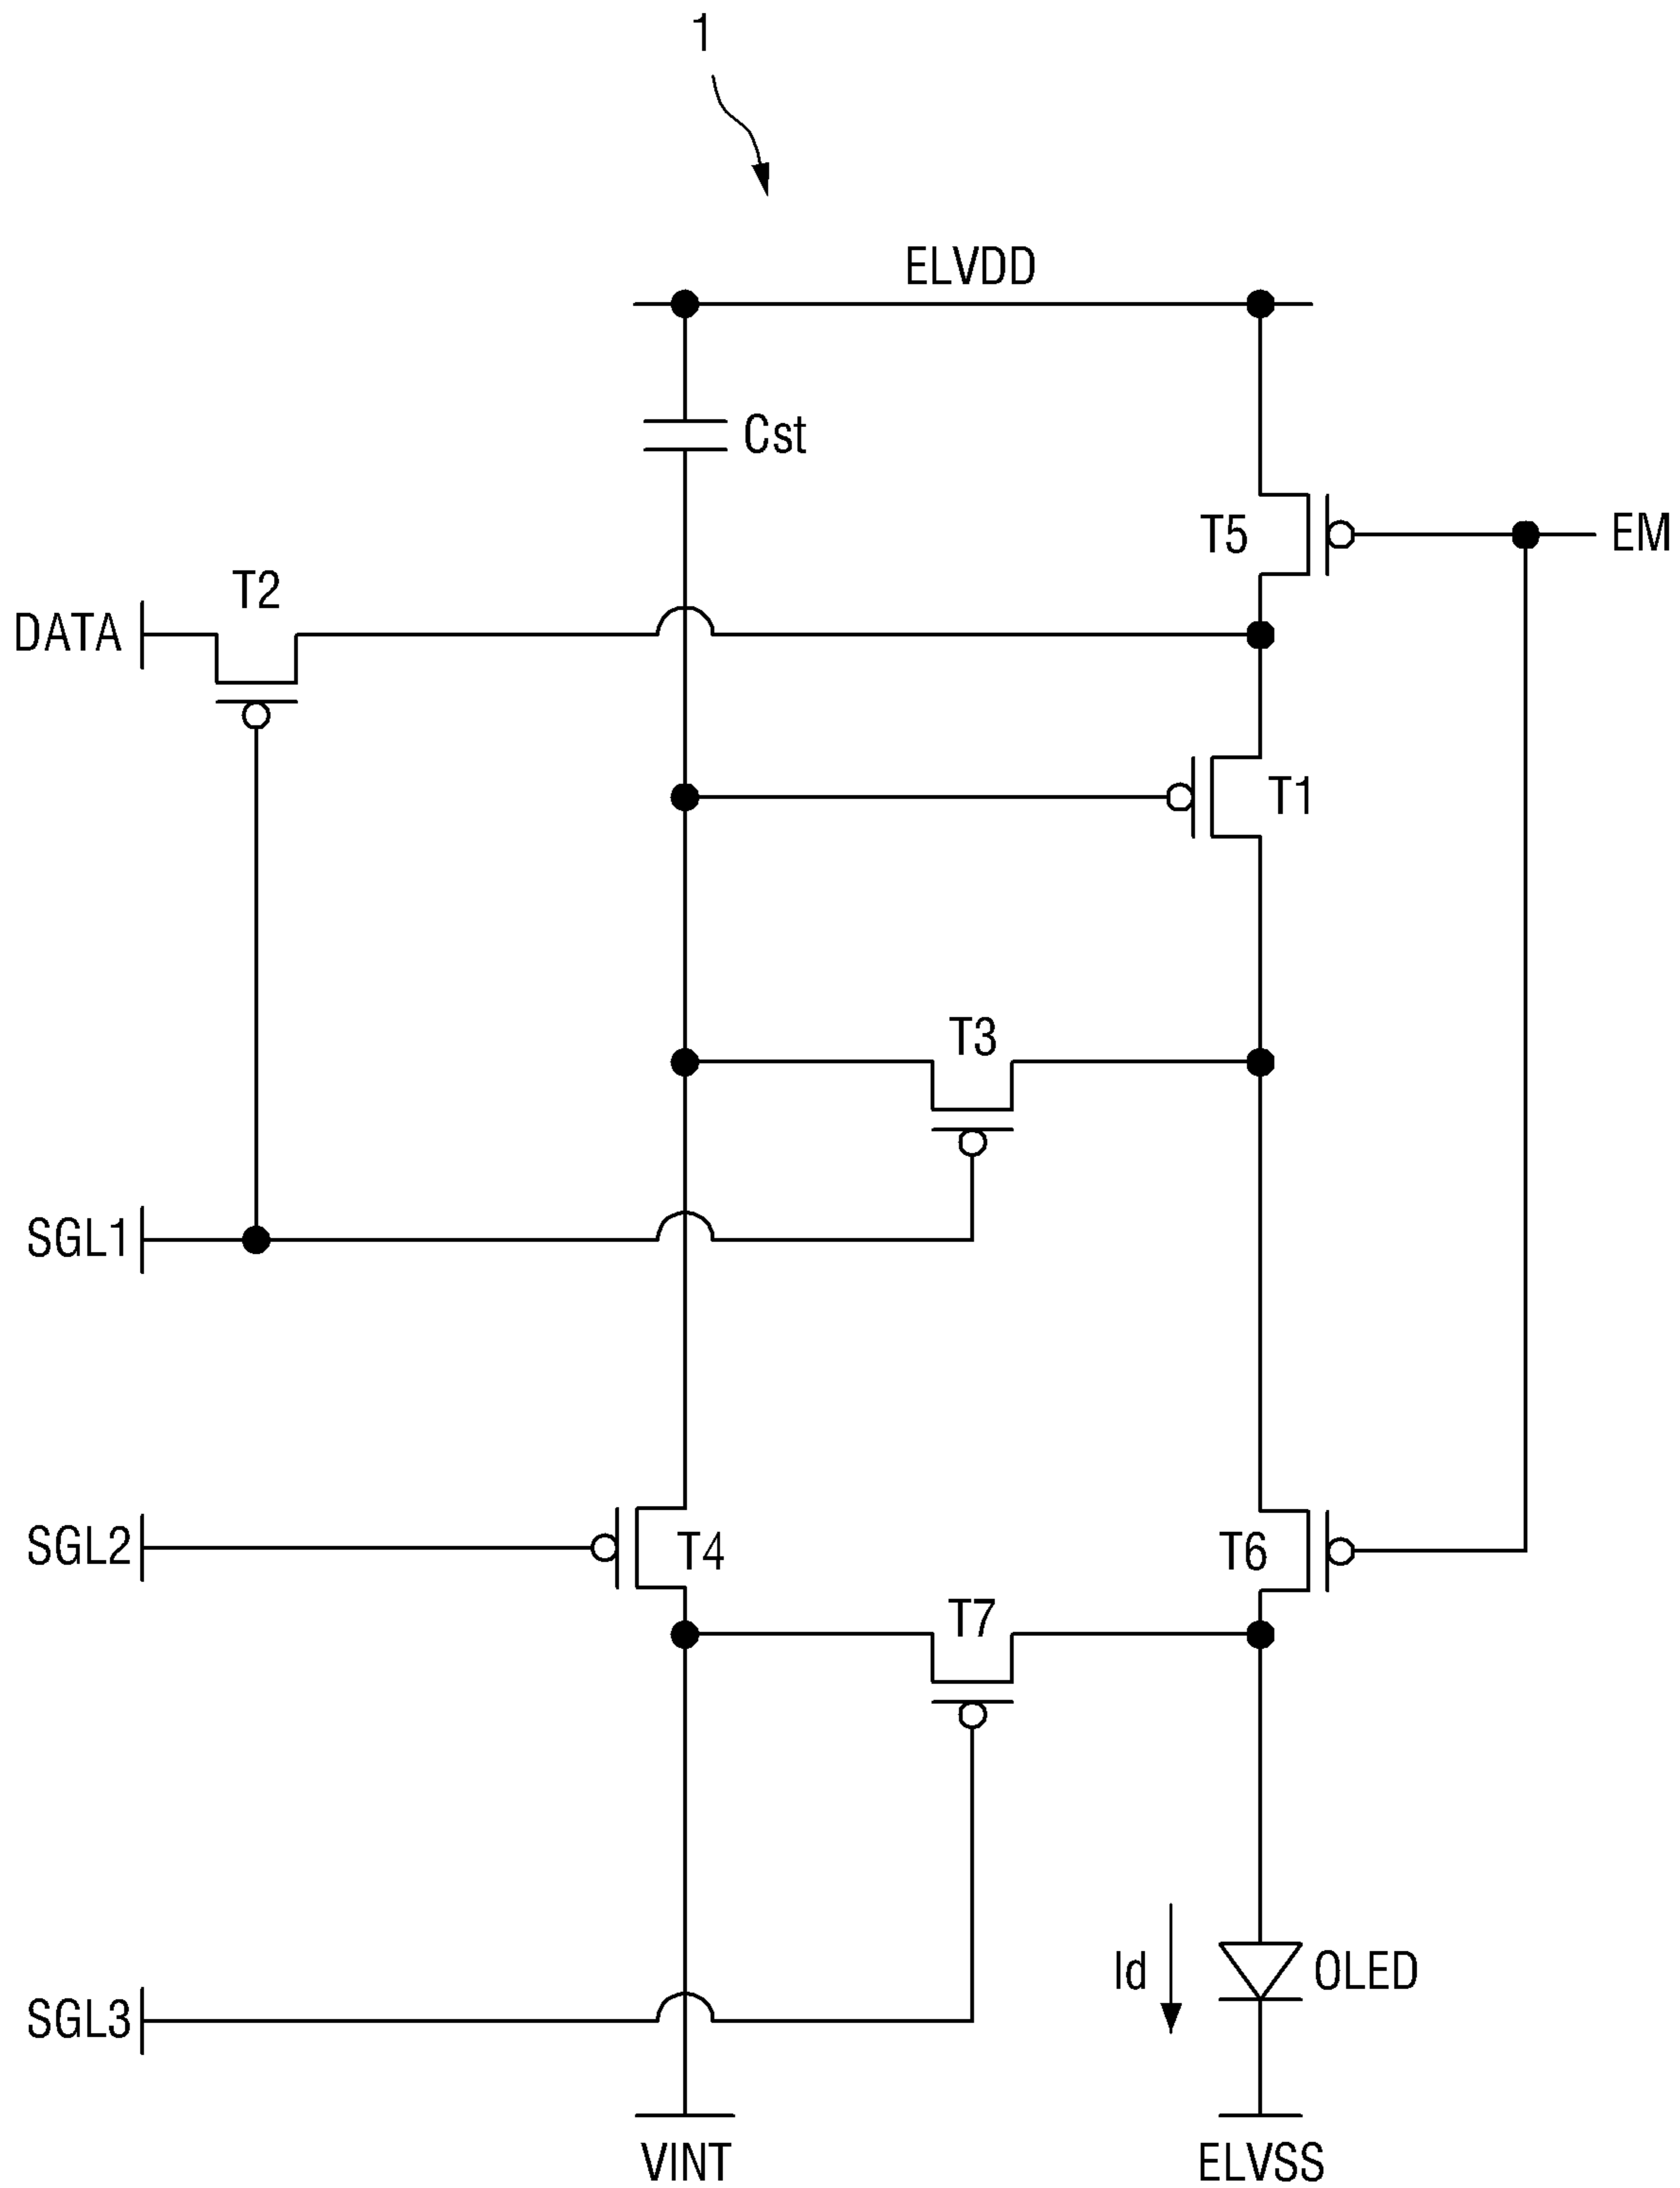 1
ELVDD
Cst
T5
EM
T2
DATA
T1
T3
SGL1
SGL2
T4
T6
T7
Id
OLED
SGL3
VINT
ELVSS